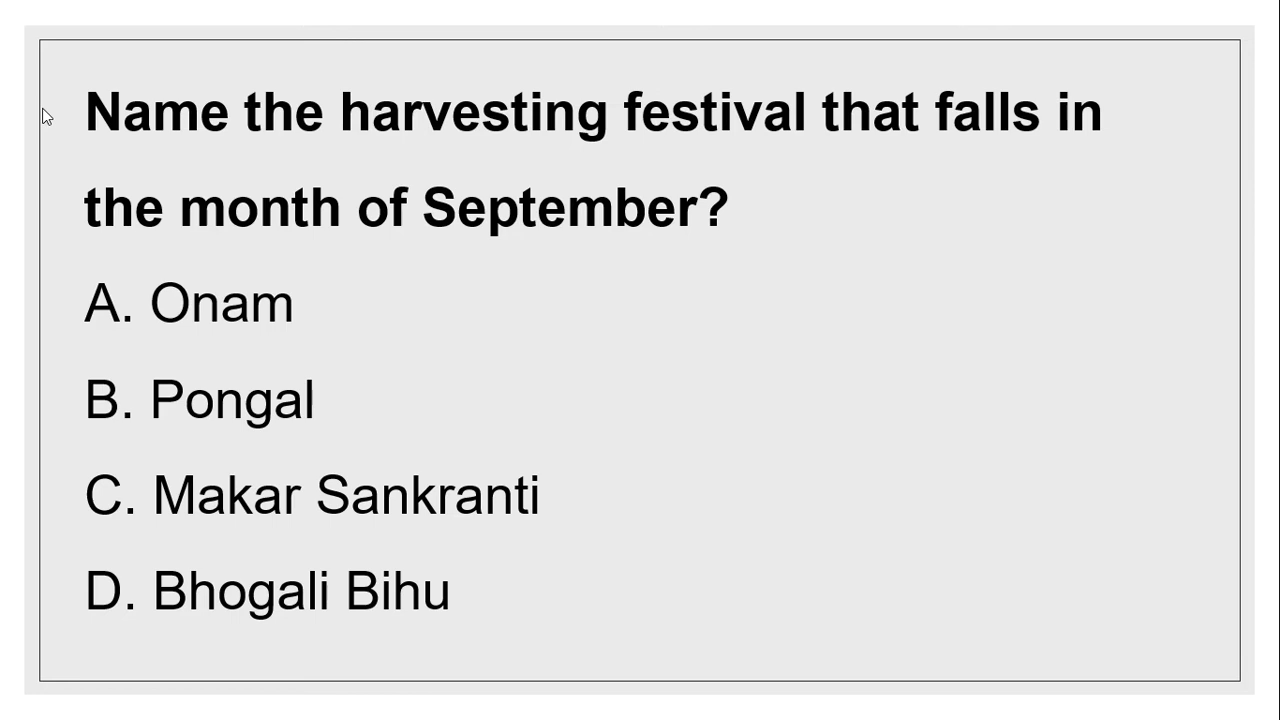 Name the harvesting festival that falls in
the month of September?
A. Onam
B. Pongal
C. Makar Sankranti
D. Bhogali Bihu